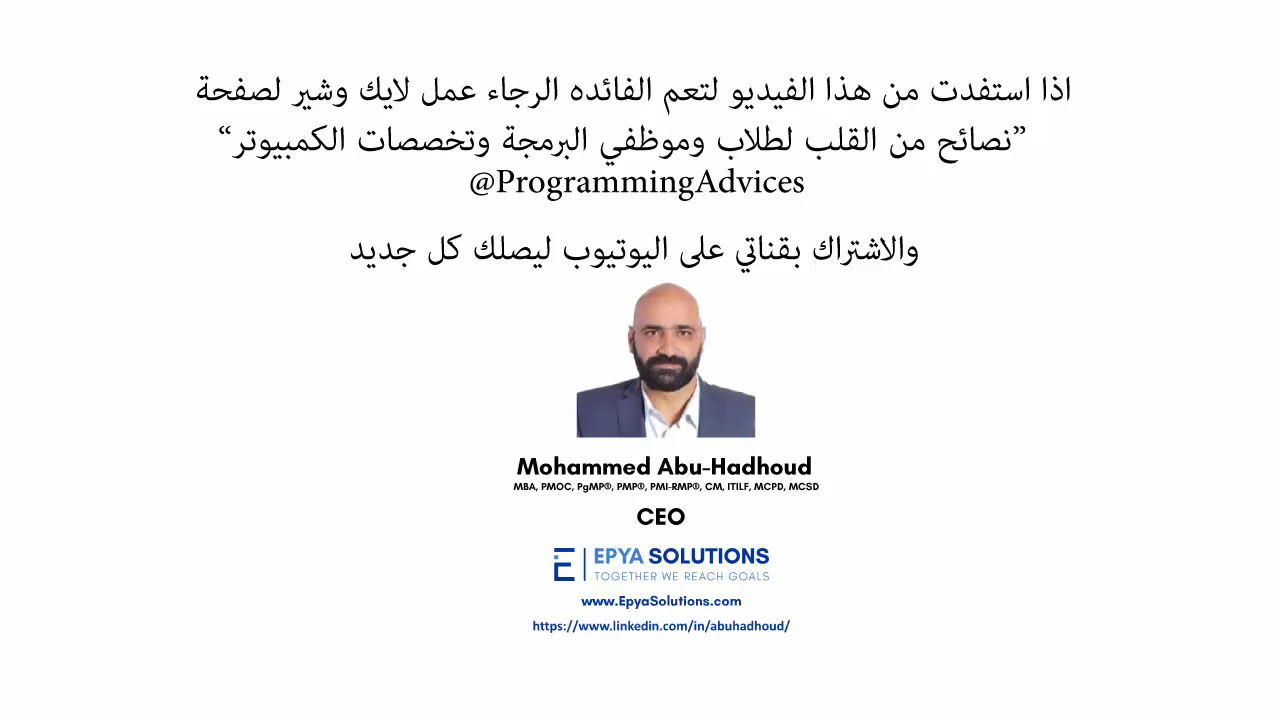 اذا استفدت من هذا الفيديو لتعم الفائده الرجاء عمل لايك وشير لصفحة
”نصائح من القلب لطلاب وموظفي البرمجة وتخصصات الكمبيوتر“
@ProgrammingAdvices
والاشتراك بقناتي على اليوتيوب ليصلك كل جديد
Mohammed Abu-Hadhoud
MBA, PMOC, PgMP®, PMP®, PMI-RMP®, CM, ITILF, MCPD, MCSD
CEO
E | EPYA SOLUTIONS
TOGETHER WE REACH GOALS
www.EpyaSolutions.com
https://www.linkedin.com/in/abuhadhoud/